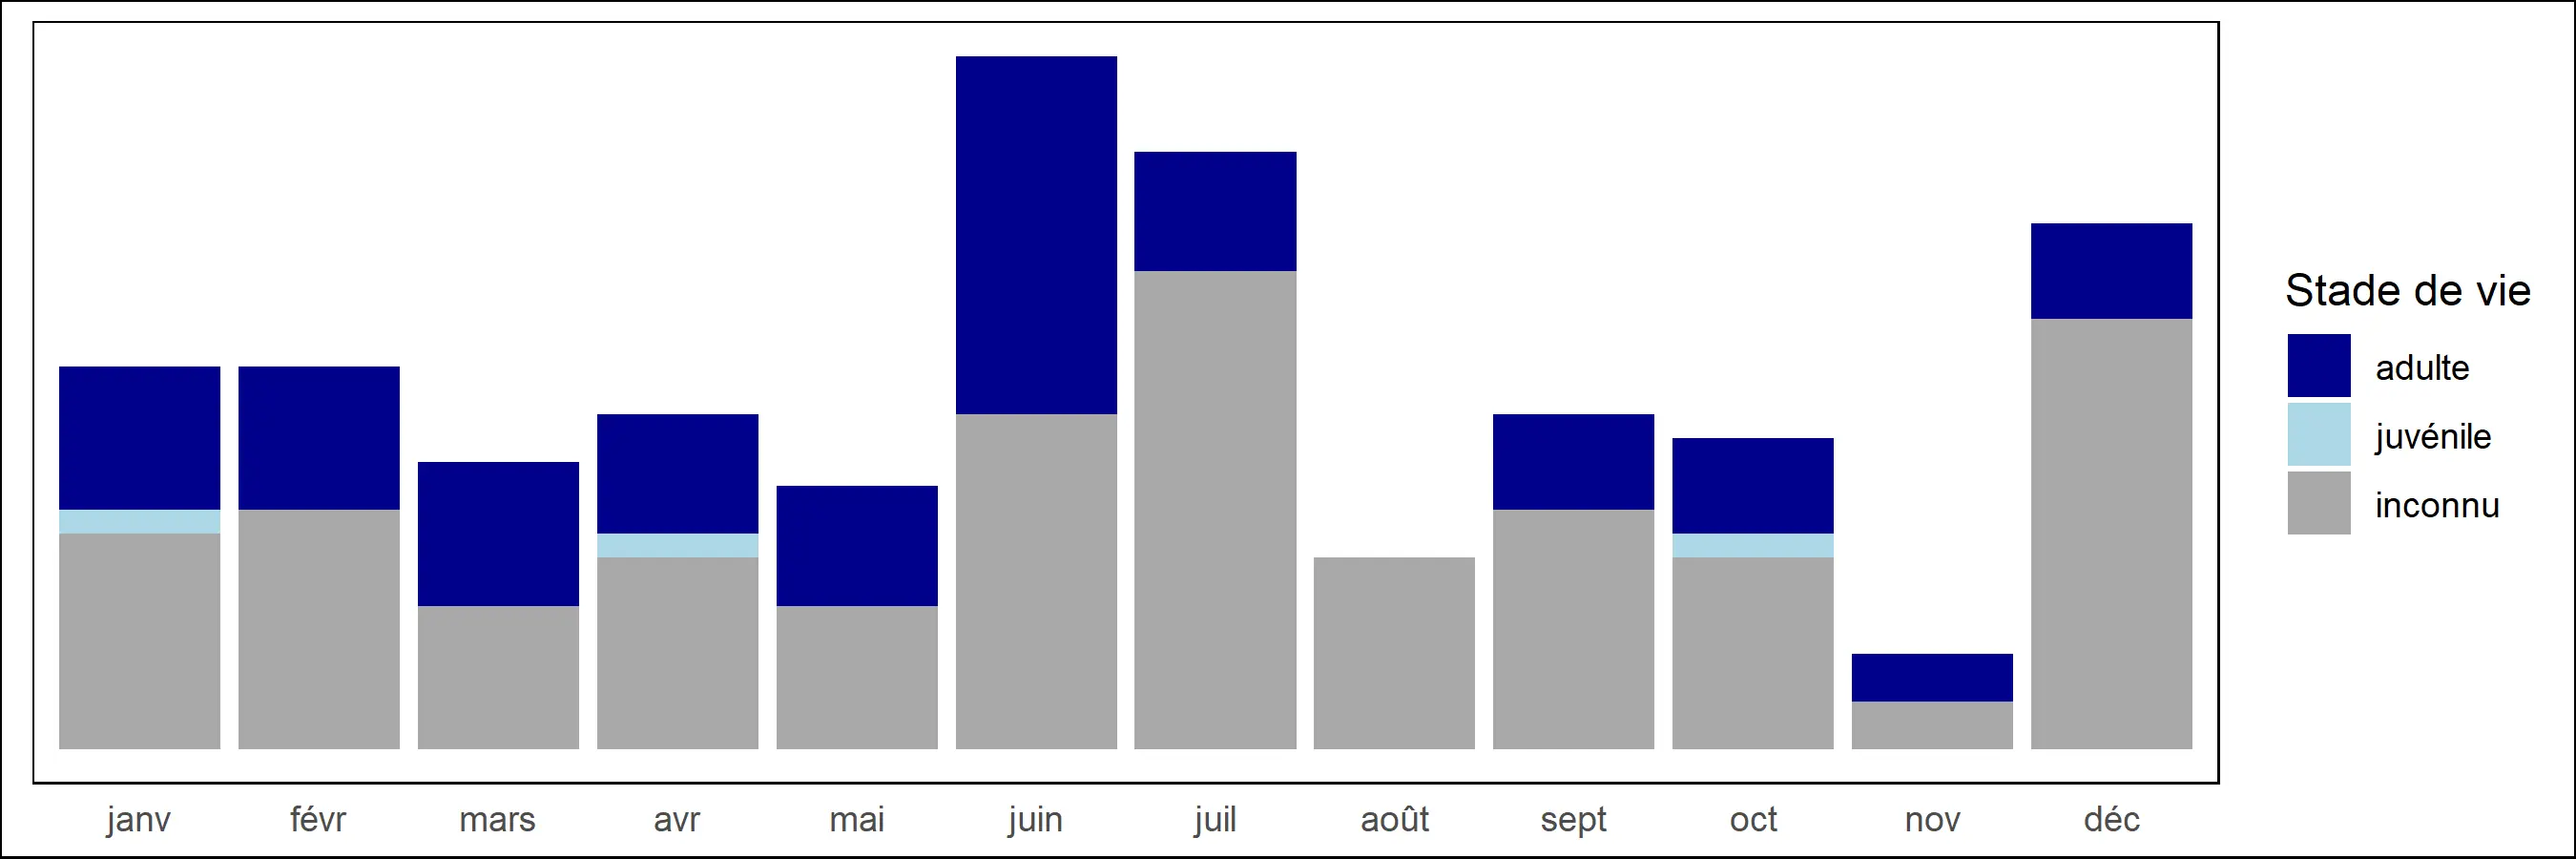 Stade de vie
adulte
juvénile
inconnu
janv févr mars avr mai juin juil août sept oct nov déc